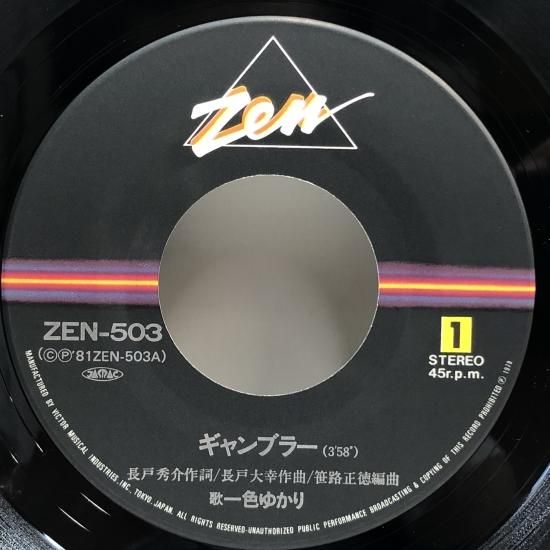 Zen
ZEN-503
(ⒸⓅ'81ZEN-503A)
JASRAC
1
STEREO
45r.p.m.
ギャンブラー (3'58")
長戸秀介作詞/長戸大幸作曲/笹路正徳編曲
歌一色ゆかり
MANUFACTURED BY VICTOR MUSICAL INDUSTRIES INC. TOKYO, JAPAN. ALL RIGHTS RESERVED-UNAUTHORIZED PUBLIC PERFORMANCE BROADCASTING & COPYING OF THIS RECORD PROHIBITED Ⓟ 1979